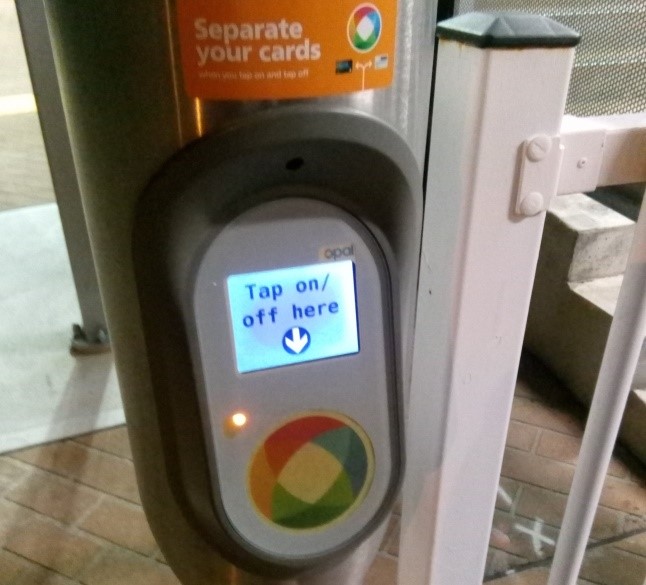 Separate
your cards
when you tap on and tap off
opal
Tap on/
off here